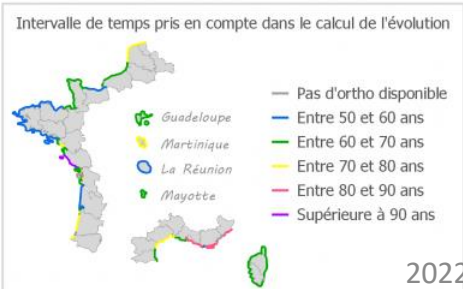 Intervalle de temps pris en compte dans le calcul de l'évolution
Guadeloupe
Martinique
La Réunion
Mayotte
Pas d'ortho disponible
Entre 50 et 60 ans
Entre 60 et 70 ans
Entre 70 et 80 ans
Entre 80 et 90 ans
Supérieure à 90 ans
2022